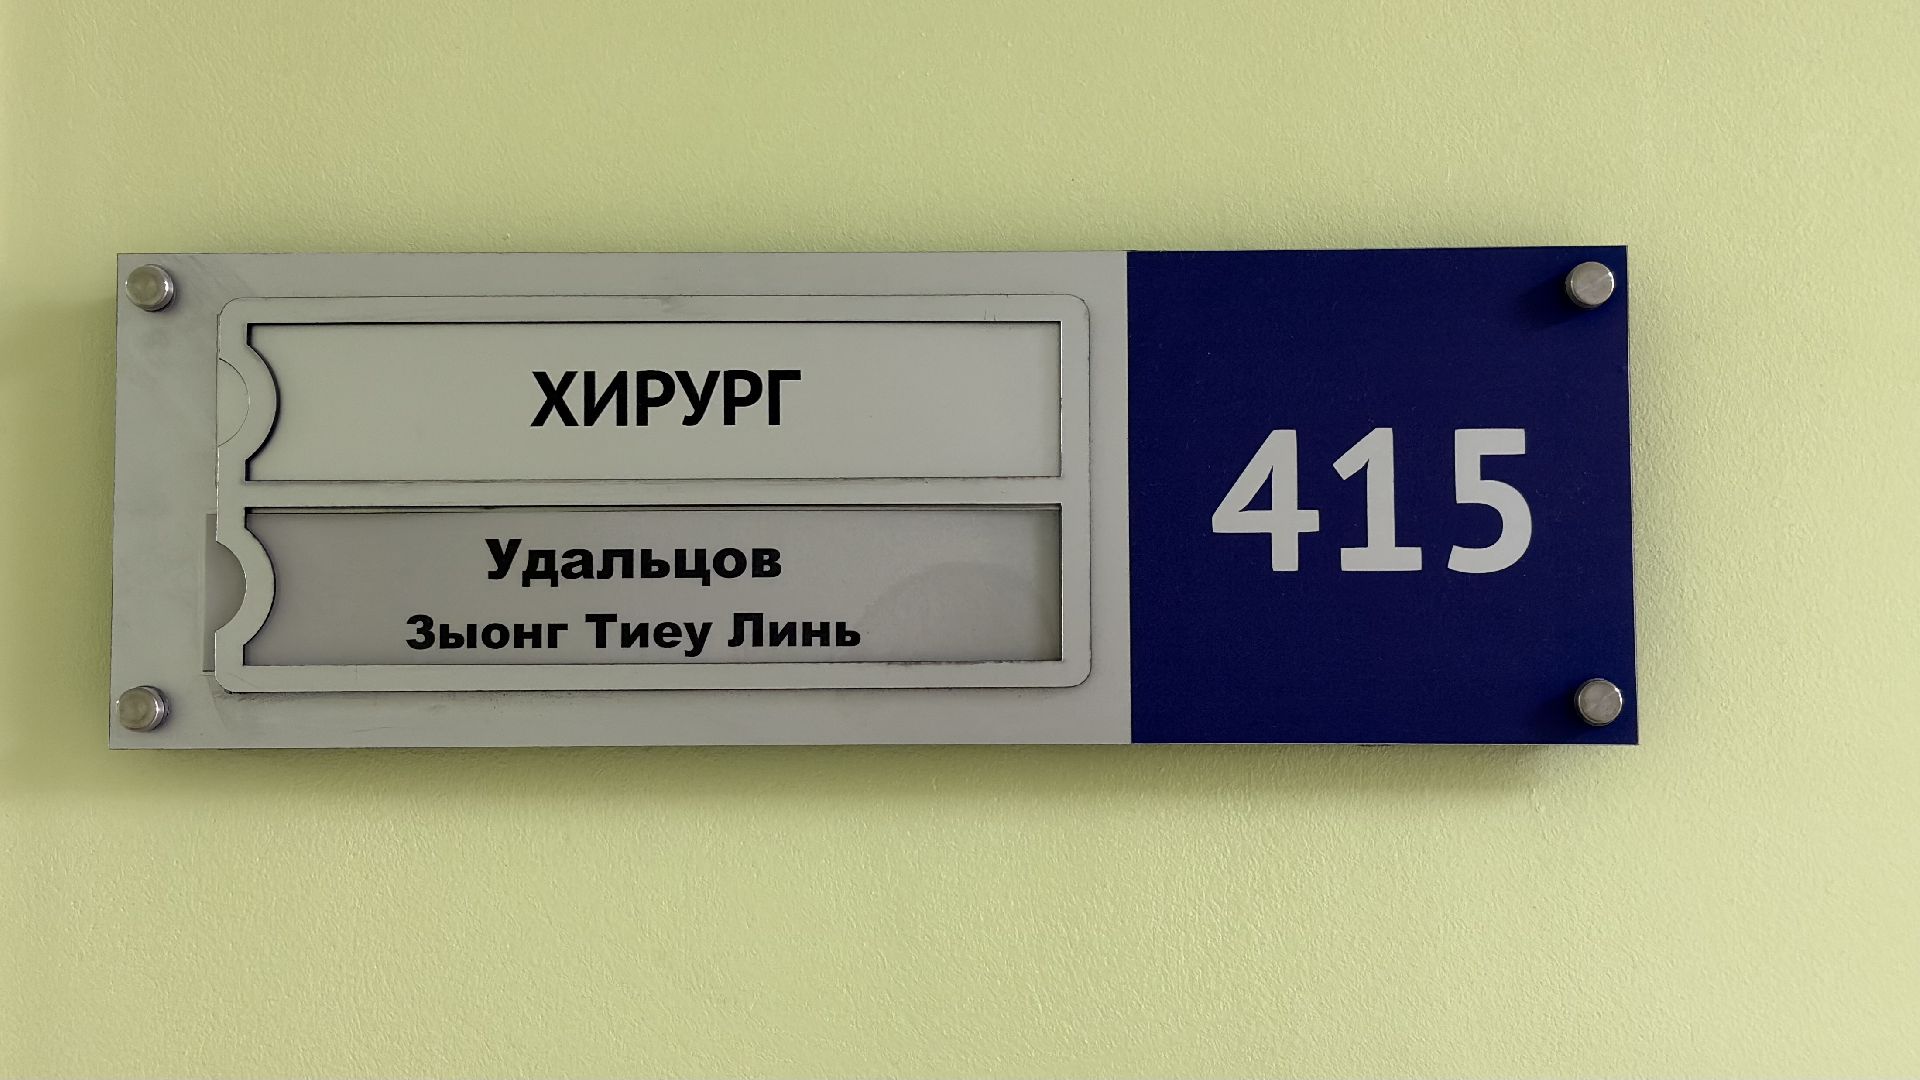 ХИРУРГ
Удальцов
Зыонг Тиеу Линь
415